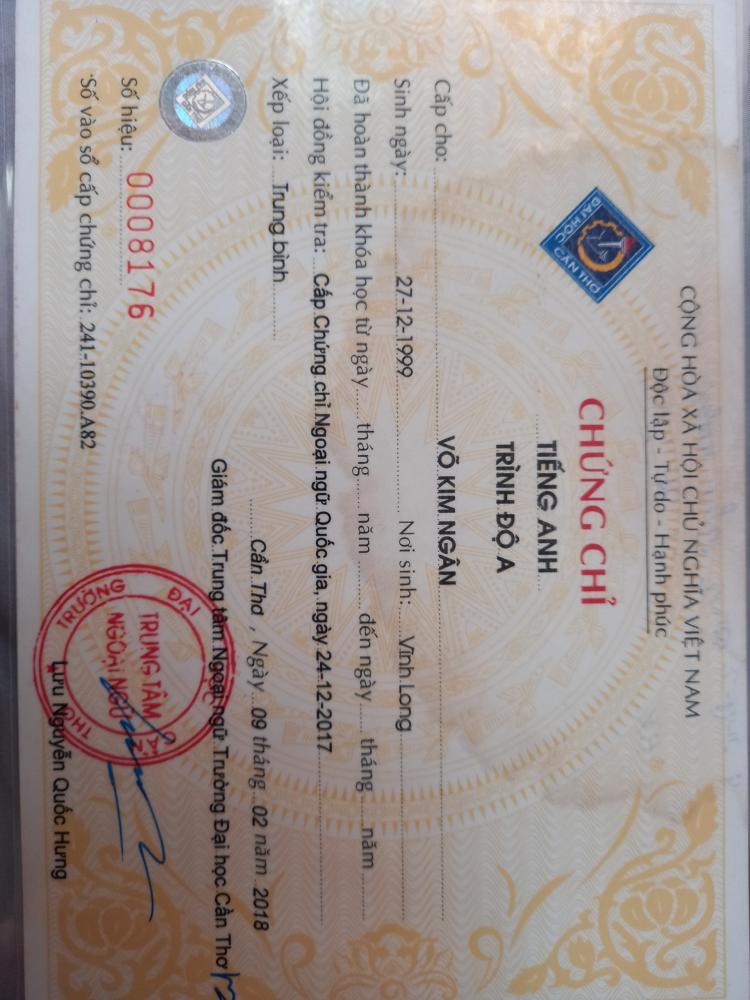 CỘNG HÒA XÃ HỘI CHỦ NGHĨA VIỆT NAM
Độc lập - Tự do - Hạnh phúc
ĐẠI HỌC CẦN THƠ
CHỨNG CHỈ
TIẾNG ANH
TRÌNH ĐỘ A
Cấp cho: VÕ KIM NGÂN
Sinh ngày: 27-12-1999 Nơi sinh: Vĩnh Long
Đã hoàn thành khóa học từ ngày...... tháng...... năm ...... đến ngày...... tháng......năm ......
Hội đồng kiểm tra: Cấp Chứng chỉ Ngoại ngữ Quốc gia, ngày 24-12-2017
Xếp loại: Trung bình
Cần Thơ , Ngày 09 tháng 02 năm 2018
Giám đốc Trung tâm Ngoại ngữ Trường Đại học Cần Thơ
Số hiệu: 0008176
Số vào sổ cấp chứng chỉ: 241-10390.A82
TRƯỜNG ĐẠI
THƠ
TRUNG TÂM
NGOẠI NGỮ
Lưu Nguyễn Quốc Hưng